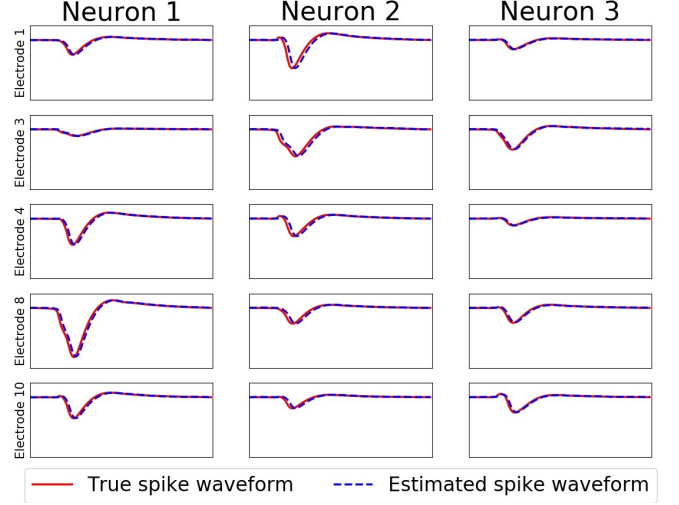 Neuron 1 Neuron 2 Neuron 3
Electrode 1
Electrode 3
Electrode 4
Electrode 8
Electrode 10
True spike waveform Estimated spike waveform